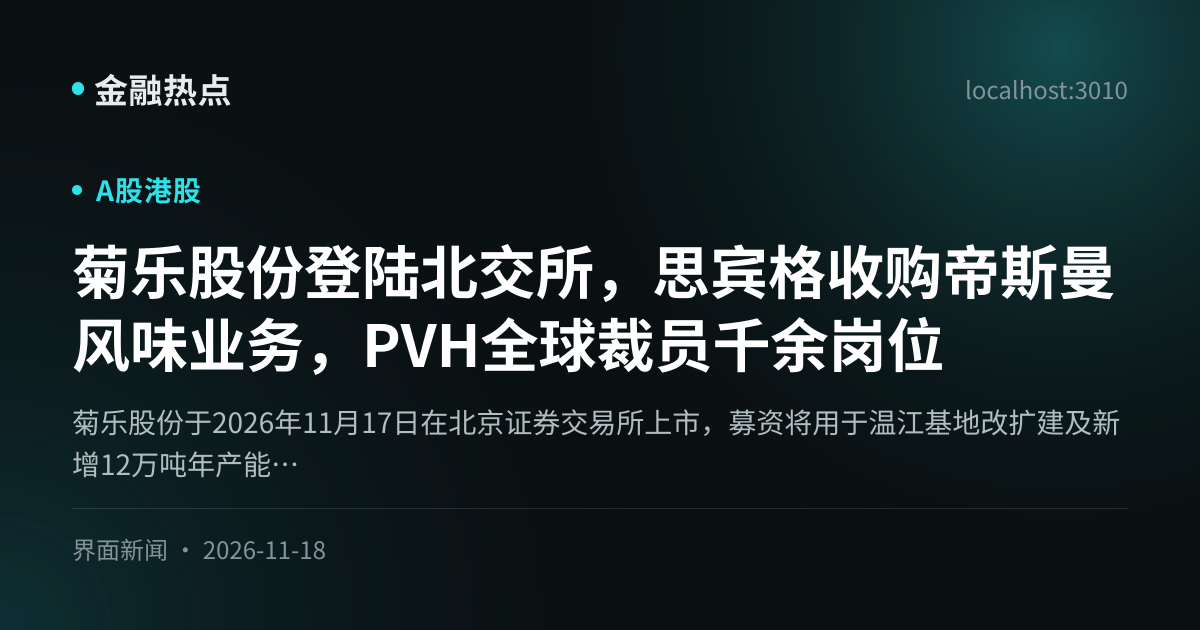 金融热点
localhost:3010
A股港股
菊乐股份登陆北交所，思宾格收购帝斯曼
风味业务，PVH全球裁员千余岗位
菊乐股份于2026年11月17日在北京证券交易所上市，募资将用于温江基地改扩建及新
增12万吨年产能…
界面新闻 • 2026-11-18